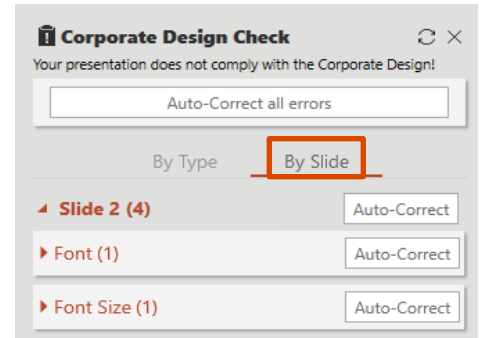 Corporate Design Check
Your presentation does not comply with the Corporate Design!
Auto-Correct all errors
By Type By Slide
Slide 2 (4) Auto-Correct
Font (1) Auto-Correct
Font Size (1) Auto-Correct